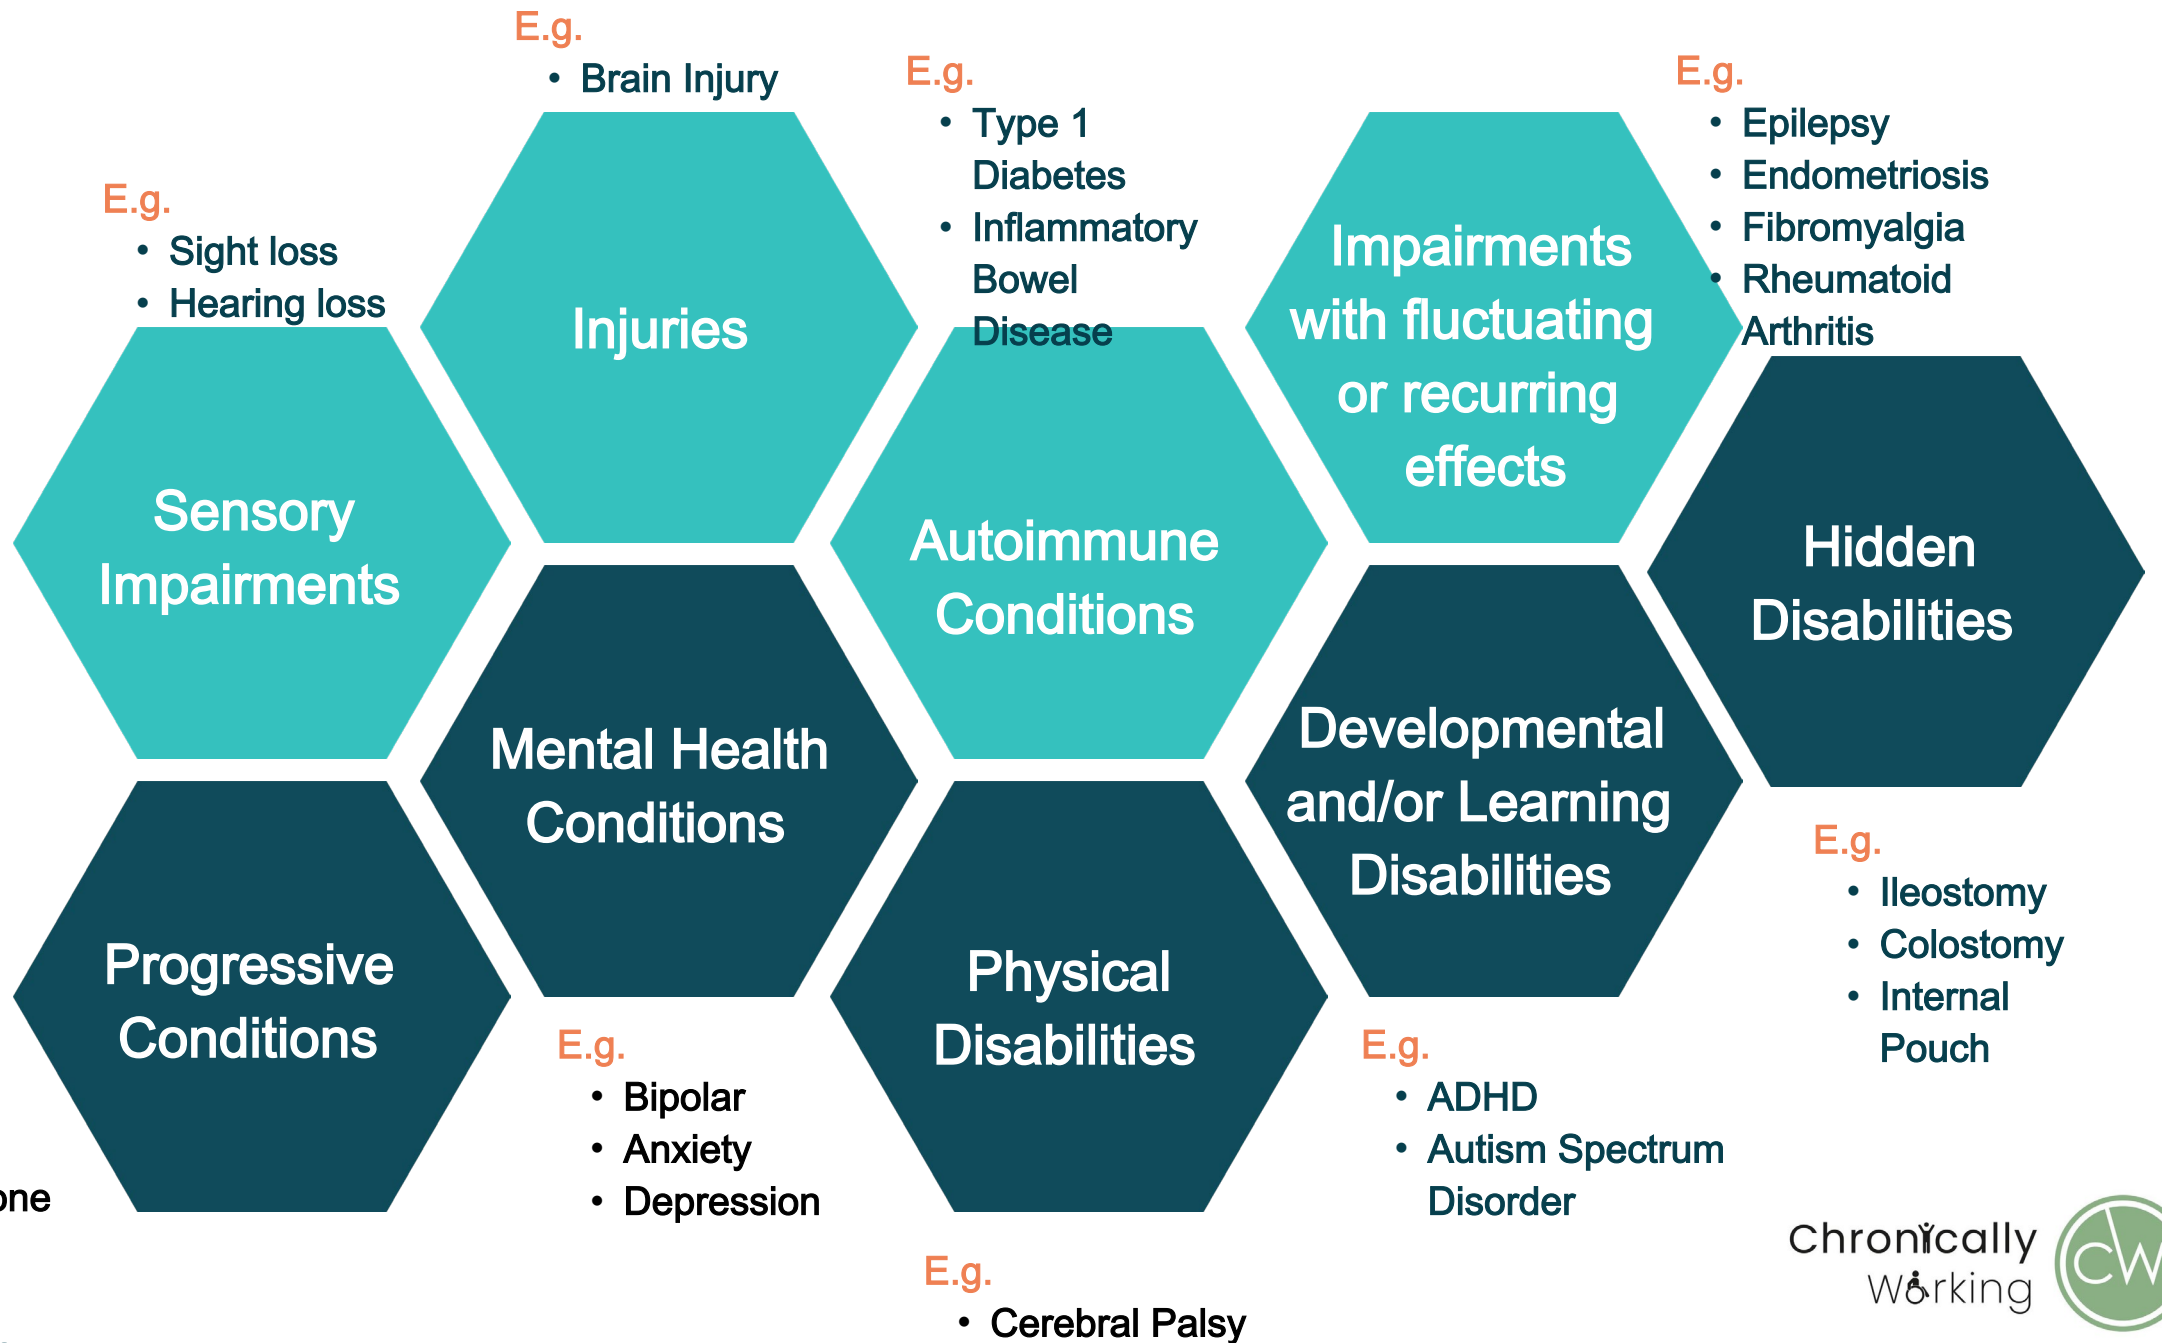 E.g.
• Brain Injury
E.g.
• Type 1
Diabetes
• Inflammatory
Bowel
Disease
E.g.
• Epilepsy
• Endometriosis
• Fibromyalgia
• Rheumatoid
Arthritis
E.g.
• Sight loss
• Hearing loss
Injuries
Impairments
with fluctuating
or recurring
effects
Sensory
Impairments
Autoimmune
Conditions
Hidden
Disabilities
Mental Health
Conditions
Developmental
and/or Learning
Disabilities
Progressive
Conditions
Physical
Disabilities
E.g.
• Ileostomy
• Colostomy
• Internal
Pouch
E.g.
• Bipolar
• Anxiety
• Depression
E.g.
• ADHD
• Autism Spectrum
Disorder
E.g.
• Cerebral Palsy
Chronically
Working
CW